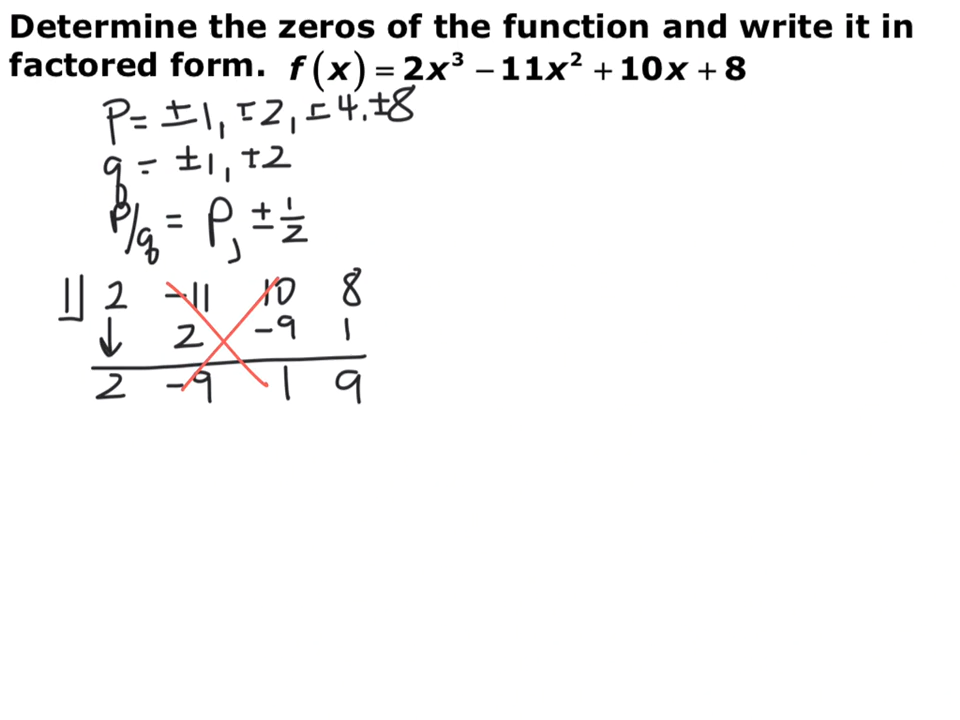 Determine the zeros of the function and write it in
factored form. f(x) = 2x³ − 11x² + 10x + 8
P = ±1, ±2, ±4, ±8
q = ±1, ±2
P/q = P, ± 1/2
1⌋ 2 -11 10 8
↓ 2 -9 1
2 -9 1 9